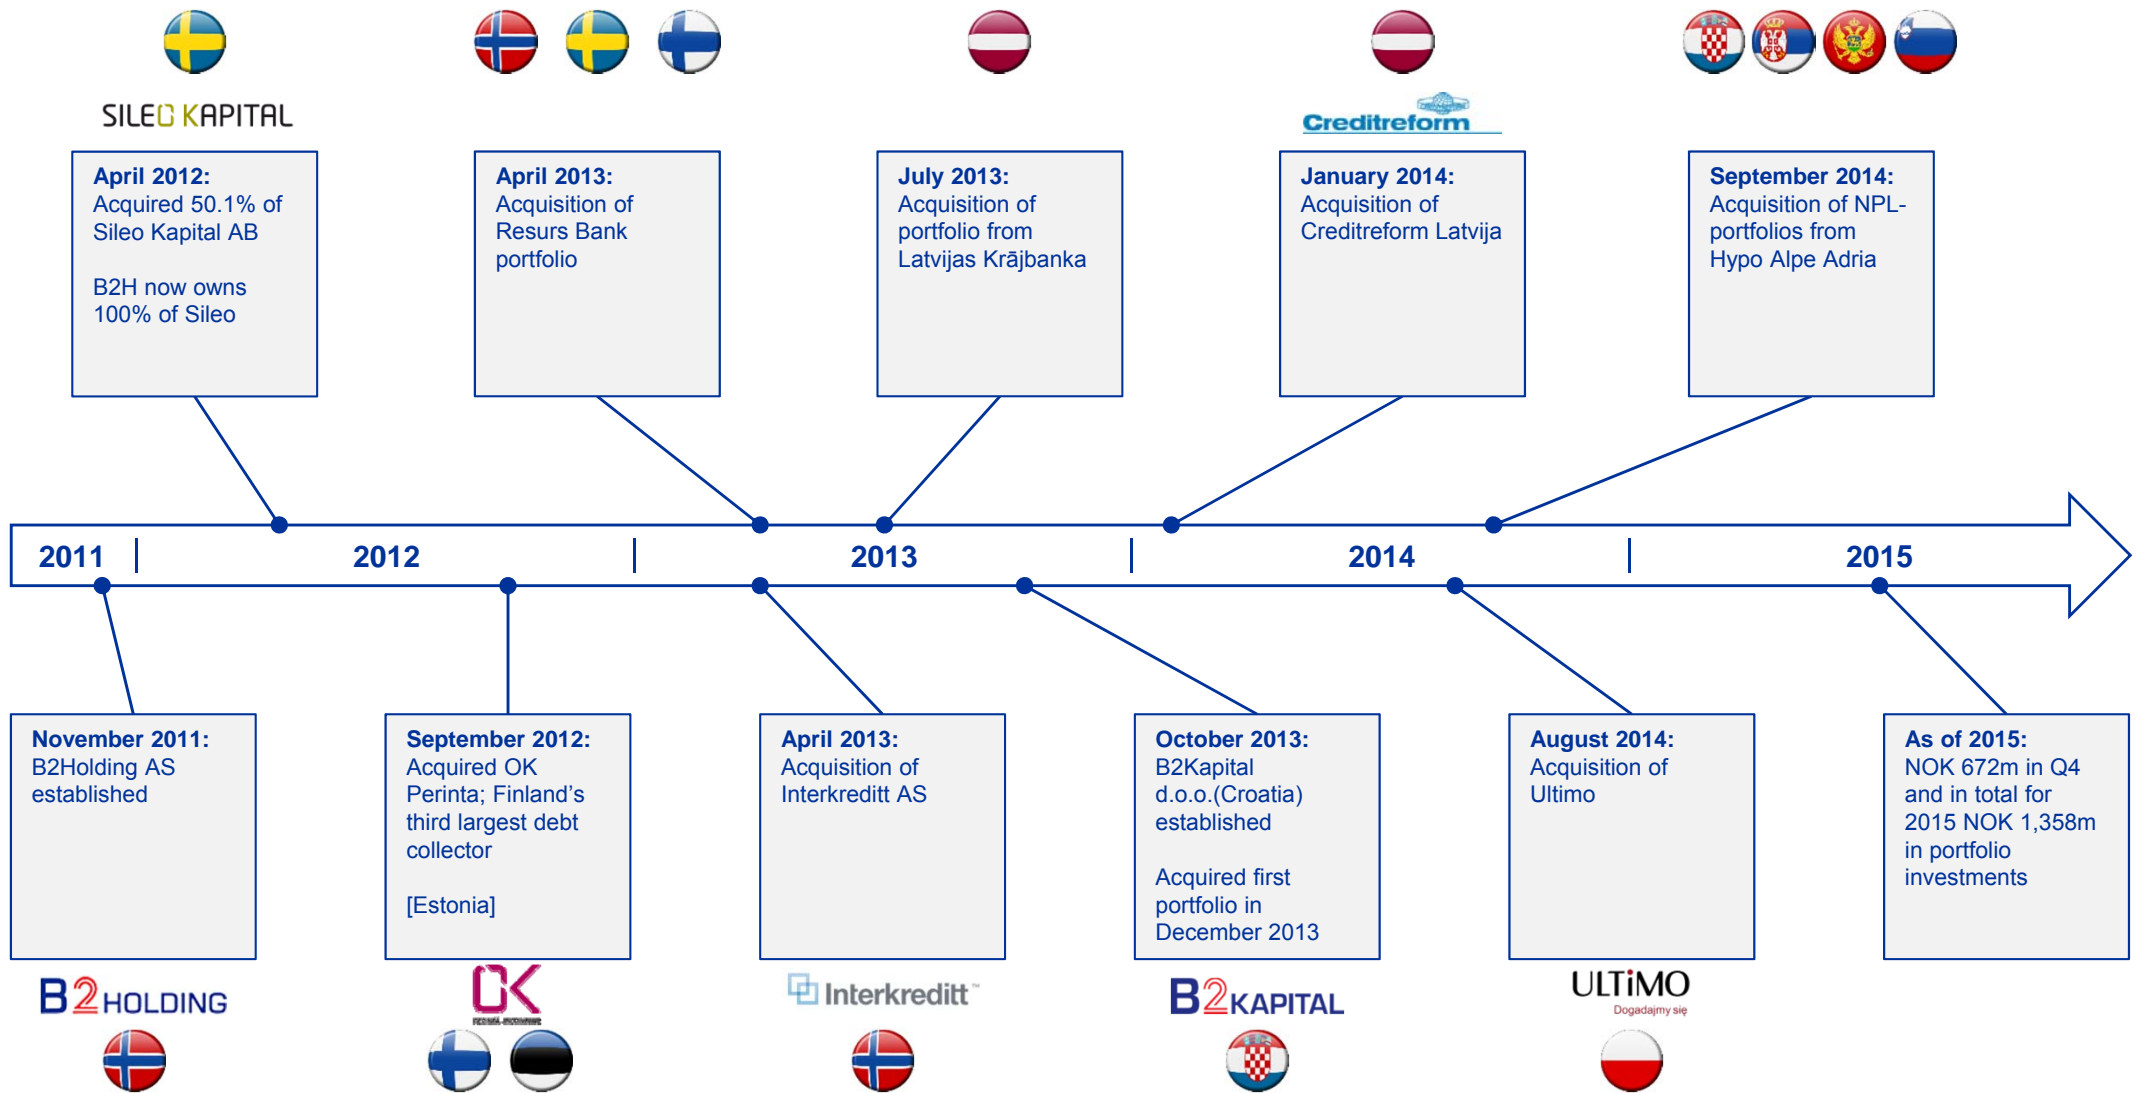 SILEO KAPITAL
Creditreform
April 2012:
Acquired 50.1% of
Sileo Kapital AB
B2H now owns
100% of Sileo
April 2013:
Acquisition of
Resurs Bank
portfolio
July 2013:
Acquisition of
portfolio from
Latvijas Krājbanka
January 2014:
Acquisition of
Creditreform Latvija
September 2014:
Acquisition of NPL-
portfolios from
Hypo Alpe Adria
2011
2012
2013
2014
2015
November 2011:
B2Holding AS
established
September 2012:
Acquired OK
Perinta; Finland's
third largest debt
collector
[Estonia]
April 2013:
Acquisition of
Interkreditt AS
October 2013:
B2Kapital
d.o.o.(Croatia)
established
Acquired first
portfolio in
December 2013
August 2014:
Acquisition of
Ultimo
As of 2015:
NOK 672m in Q4
and in total for
2015 NOK 1,358m
in portfolio
investments
B2 HOLDING
OK
Interkreditt™
B2 KAPITAL
ULTiMO
Dogadajmy się